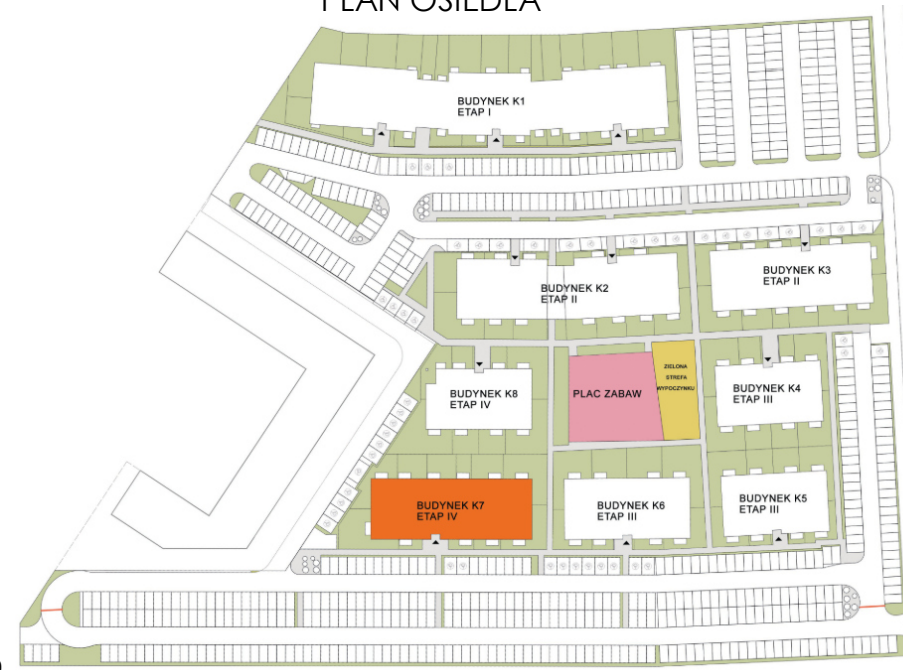 PLAN OSIEDLA
BUDYNEK K1
ETAP I
BUDYNEK K2
ETAP II
BUDYNEK K3
ETAP II
BUDYNEK K8
ETAP IV
PLAC ZABAW
ZIELONA
STREFA
WYPOCZYNKU
BUDYNEK K4
ETAP III
BUDYNEK K7
ETAP IV
BUDYNEK K6
ETAP III
BUDYNEK K5
ETAP III